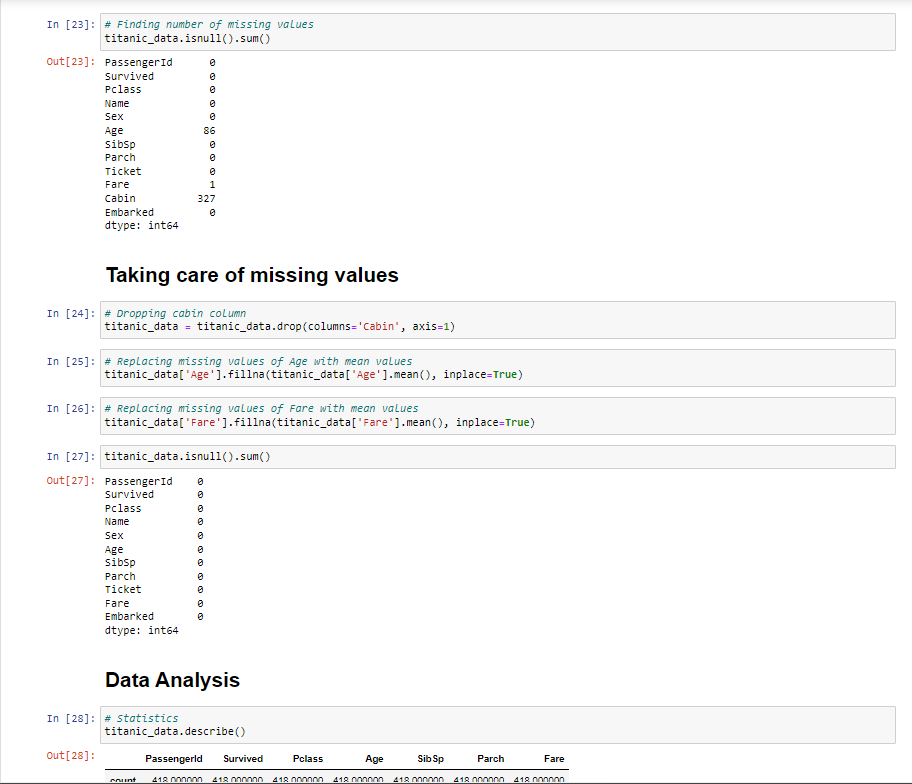 In [23]: # Finding number of missing values
titanic_data.isnull().sum()
Out[23]: PassengerId 0
Survived 0
Pclass 0
Name 0
Sex 0
Age 86
SibSp 0
Parch 0
Ticket 0
Fare 1
Cabin 327
Embarked 0
dtype: int64
Taking care of missing values
In [24]: # Dropping cabin column
titanic_data = titanic_data.drop(columns='Cabin', axis=1)
In [25]: # Replacing missing values of Age with mean values
titanic_data['Age'].fillna(titanic_data['Age'].mean(), inplace=True)
In [26]: # Replacing missing values of Fare with mean values
titanic_data['Fare'].fillna(titanic_data['Fare'].mean(), inplace=True)
In [27]: titanic_data.isnull().sum()
Out[27]: PassengerId 0
Survived 0
Pclass 0
Name 0
Sex 0
Age 0
SibSp 0
Parch 0
Ticket 0
Fare 0
Embarked 0
dtype: int64
Data Analysis
In [28]: # Statistics
titanic_data.describe()
Out[28]:
PassengerId Survived Pclass Age SibSp Parch Fare
count 418.000000 418.000000 418.000000 418.000000 418.000000 418.000000 418.000000